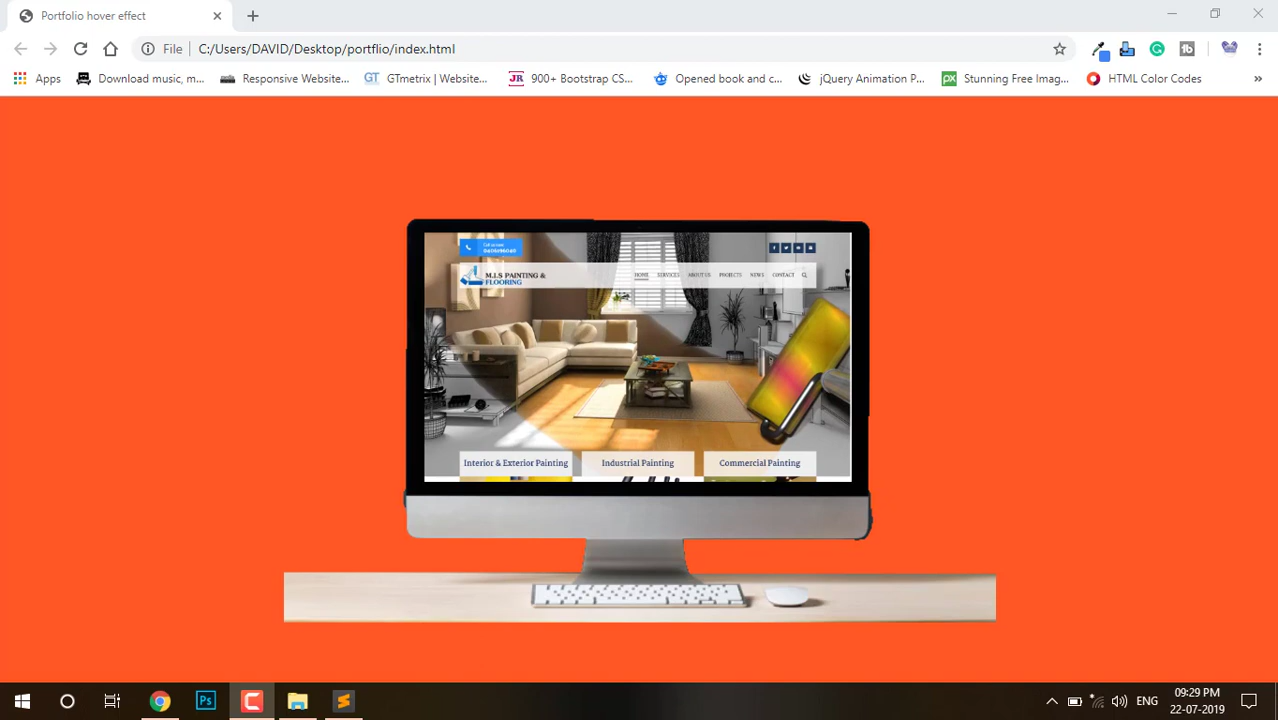 Portfolio hover effect
File
C:/Users/DAVID/Desktop/portflio/index.html
Apps
Download music, m...
Responsive Website...
GT
GTmetrix | Website...
JR
900+ Bootstrap CS...
Opened book and c...
jQuery Animation P...
px
Stunning Free Imag...
HTML Color Codes
»
M.I.S PAINTING &
FLOORING
HOME
SERVICES
ABOUT US
PROJECTS
NEWS
CONTACT
Interior & Exterior Painting
Industrial Painting
Commercial Painting
Ps
ENG
09:29 PM
22-07-2019